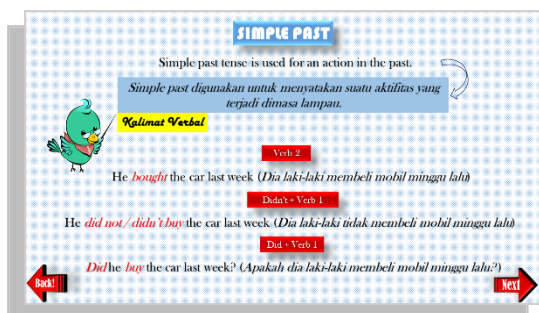 SIMPLE PAST
Simple past tense is used for an action in the past.
Simple past digunakan untuk menyatakan suatu aktifitas yang
terjadi dimasa lampau.
Kalimat Verbal
Verb 2
He bought the car last week (Dia laki-laki membeli mobil minggu lalu)
Didn't + Verb 1
He did not / didn't buy the car last week (Dia laki-laki tidak membeli mobil minggu lalu)
Did + Verb 1
Did he buy the car last week? (Apakah dia laki-laki membeli mobil minggu lalu?)
Back!
Next